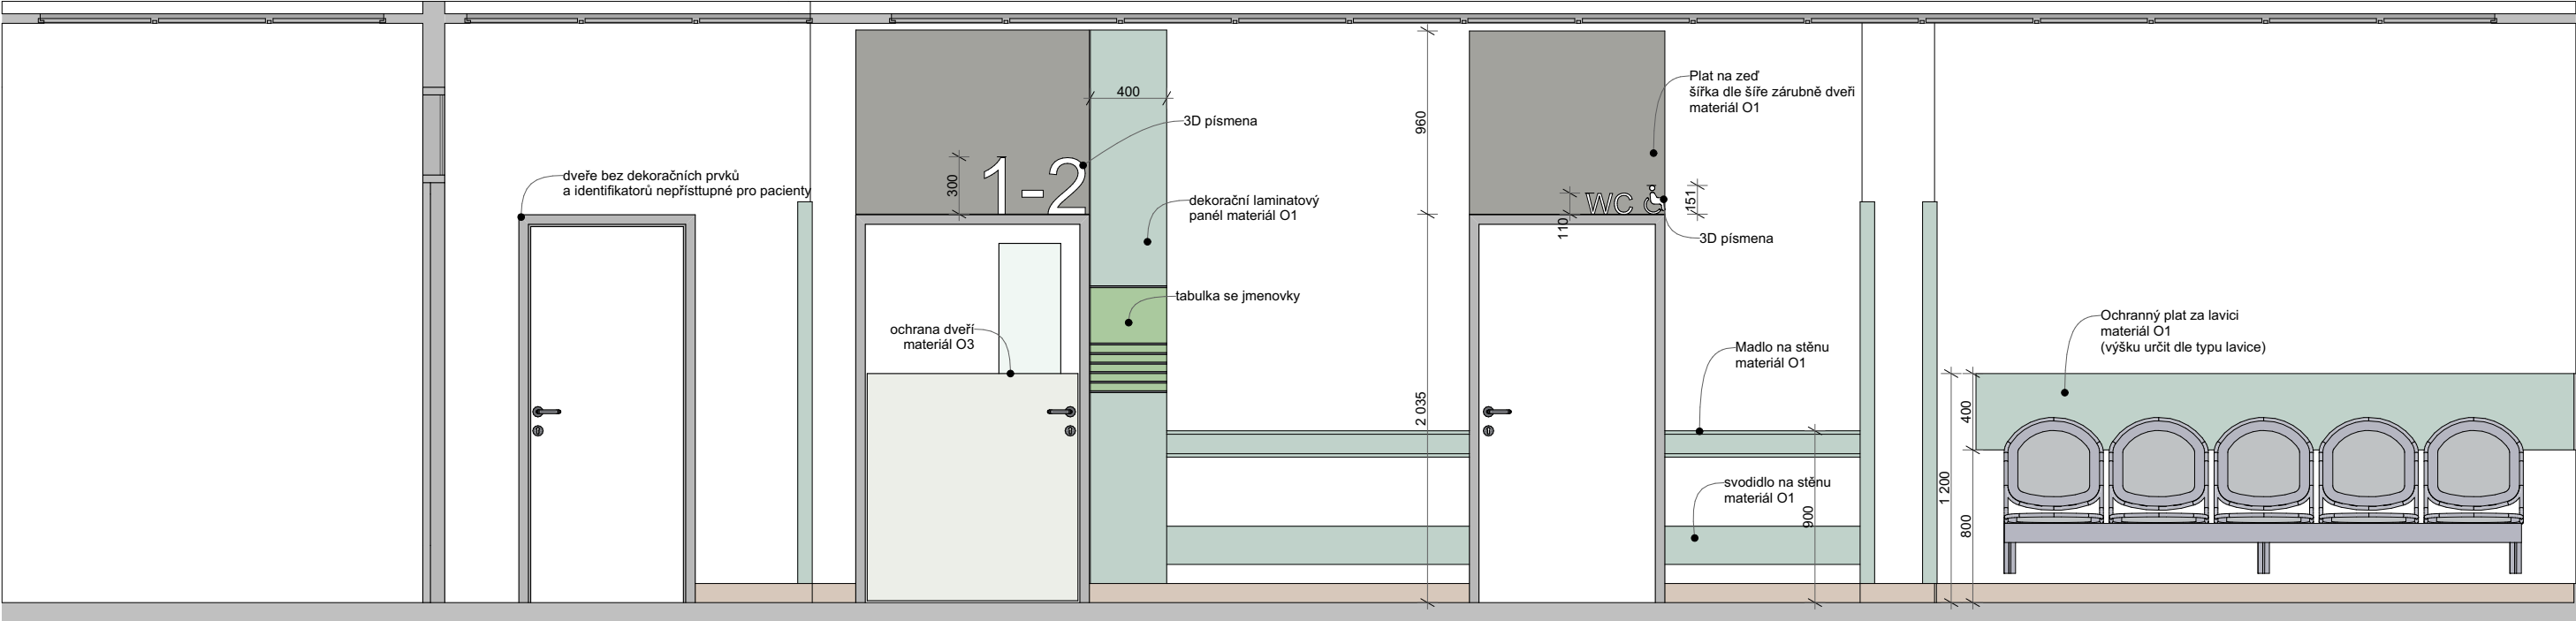 dveře bez dekoračních prvků
a identifikatorů nepřísttupné pro pacienty
300
1-2
400
3D písmena
dekorační laminatový
panél materiál O1
tabulka se jmenovky
ochrana dveří
materiál O3
960
2 035
Plat na zeď
šířka dle šíře zárubně dveři
materiál O1
WC
110
151
3D písmena
Madlo na stěnu
materiál O1
svodidlo na stěnu
materiál O1
900
Ochranný plat za lavici
materiál O1
(výšku určit dle typu lavice)
400
1 200
800